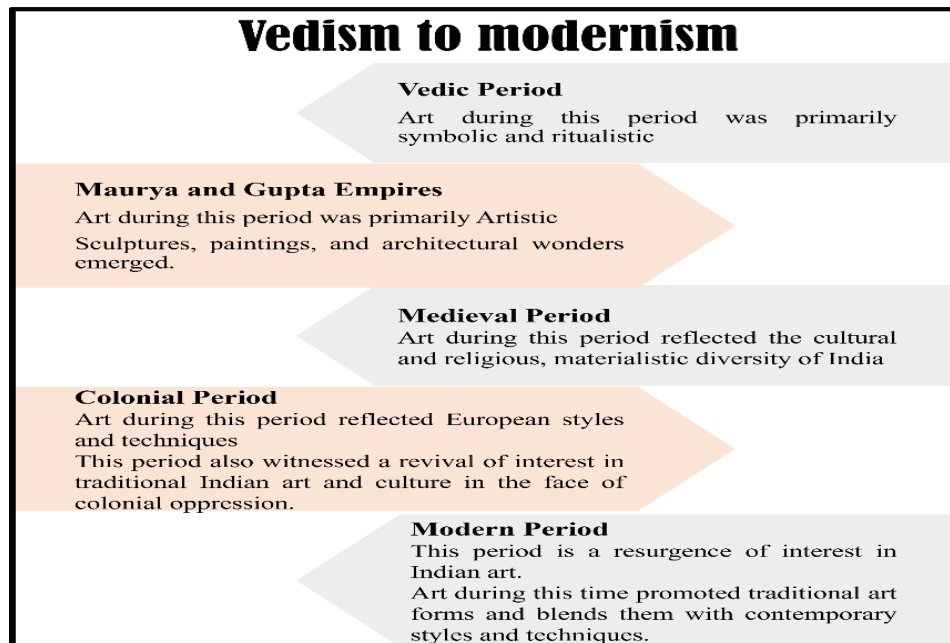 Vedism to modernism
Vedic Period
Art during this period was primarily
symbolic and ritualistic
Maurya and Gupta Empires
Art during this period was primarily Artistic
Sculptures, paintings, and architectural wonders
emerged.
Medieval Period
Art during this period reflected the cultural
and religious, materialistic diversity of India
Colonial Period
Art during this period reflected European styles
and techniques
This period also witnessed a revival of interest in
traditional Indian art and culture in the face of
colonial oppression.
Modern Period
This period is a resurgence of interest in
Indian art.
Art during this time promoted traditional art
forms and blends them with contemporary
styles and techniques.